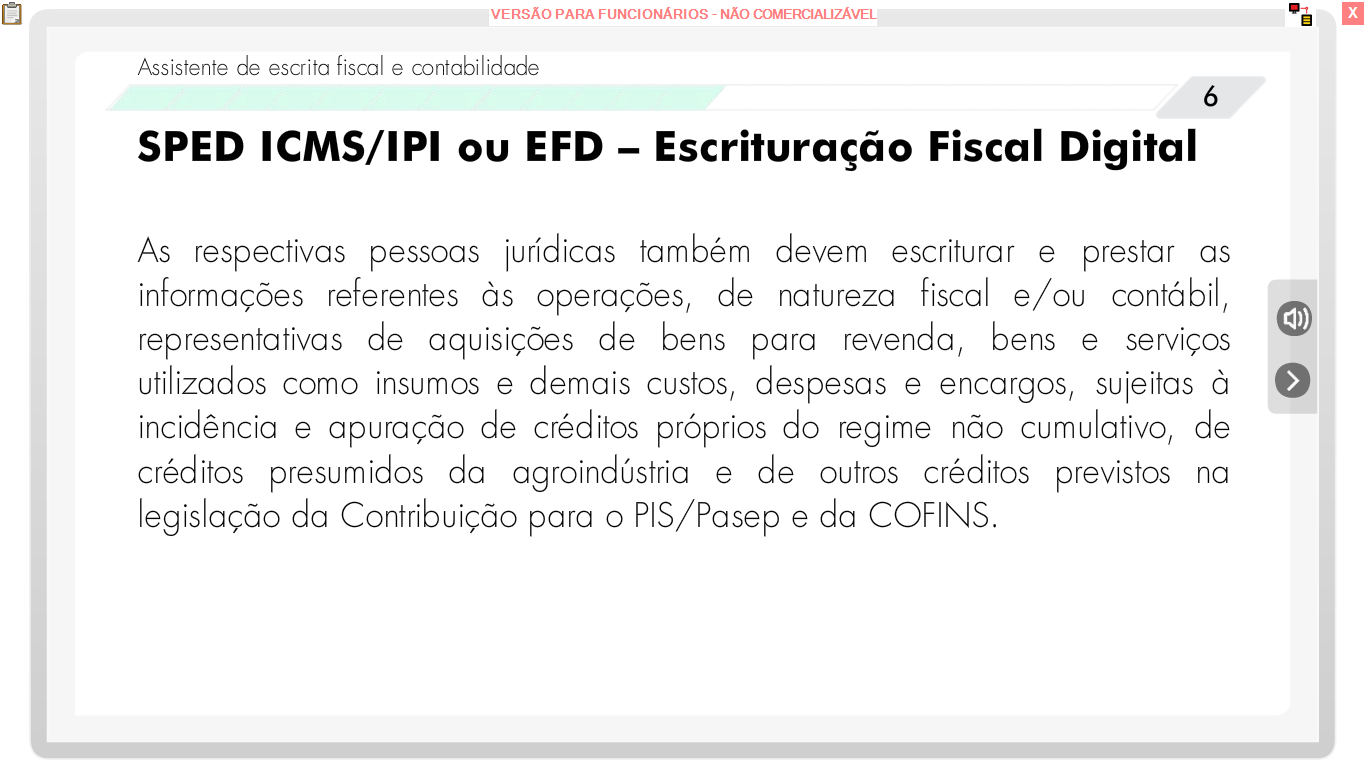 VERSÃO PARA FUNCIONÁRIOS - NÃO COMERCIALIZÁVEL
X
Assistente de escrita fiscal e contabilidade
6
SPED ICMS/IPI ou EFD – Escrituração Fiscal Digital
As respectivas pessoas jurídicas também devem escriturar e prestar as
informações referentes às operações, de natureza fiscal e/ou contábil,
representativas de aquisições de bens para revenda, bens e serviços
utilizados como insumos e demais custos, despesas e encargos, sujeitas à
incidência e apuração de créditos próprios do regime não cumulativo, de
créditos presumidos da agroindústria e de outros créditos previstos na
legislação da Contribuição para o PIS/Pasep e da COFINS.